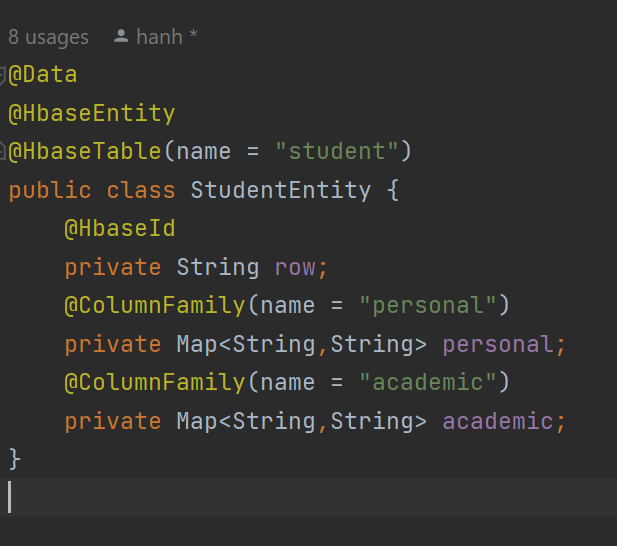 8 usages hanh *
@Data
@HbaseEntity
@HbaseTable(name = "student")
public class StudentEntity {
    @HbaseId
    private String row;
    @ColumnFamily(name = "personal")
    private Map<String,String> personal;
    @ColumnFamily(name = "academic")
    private Map<String,String> academic;
}